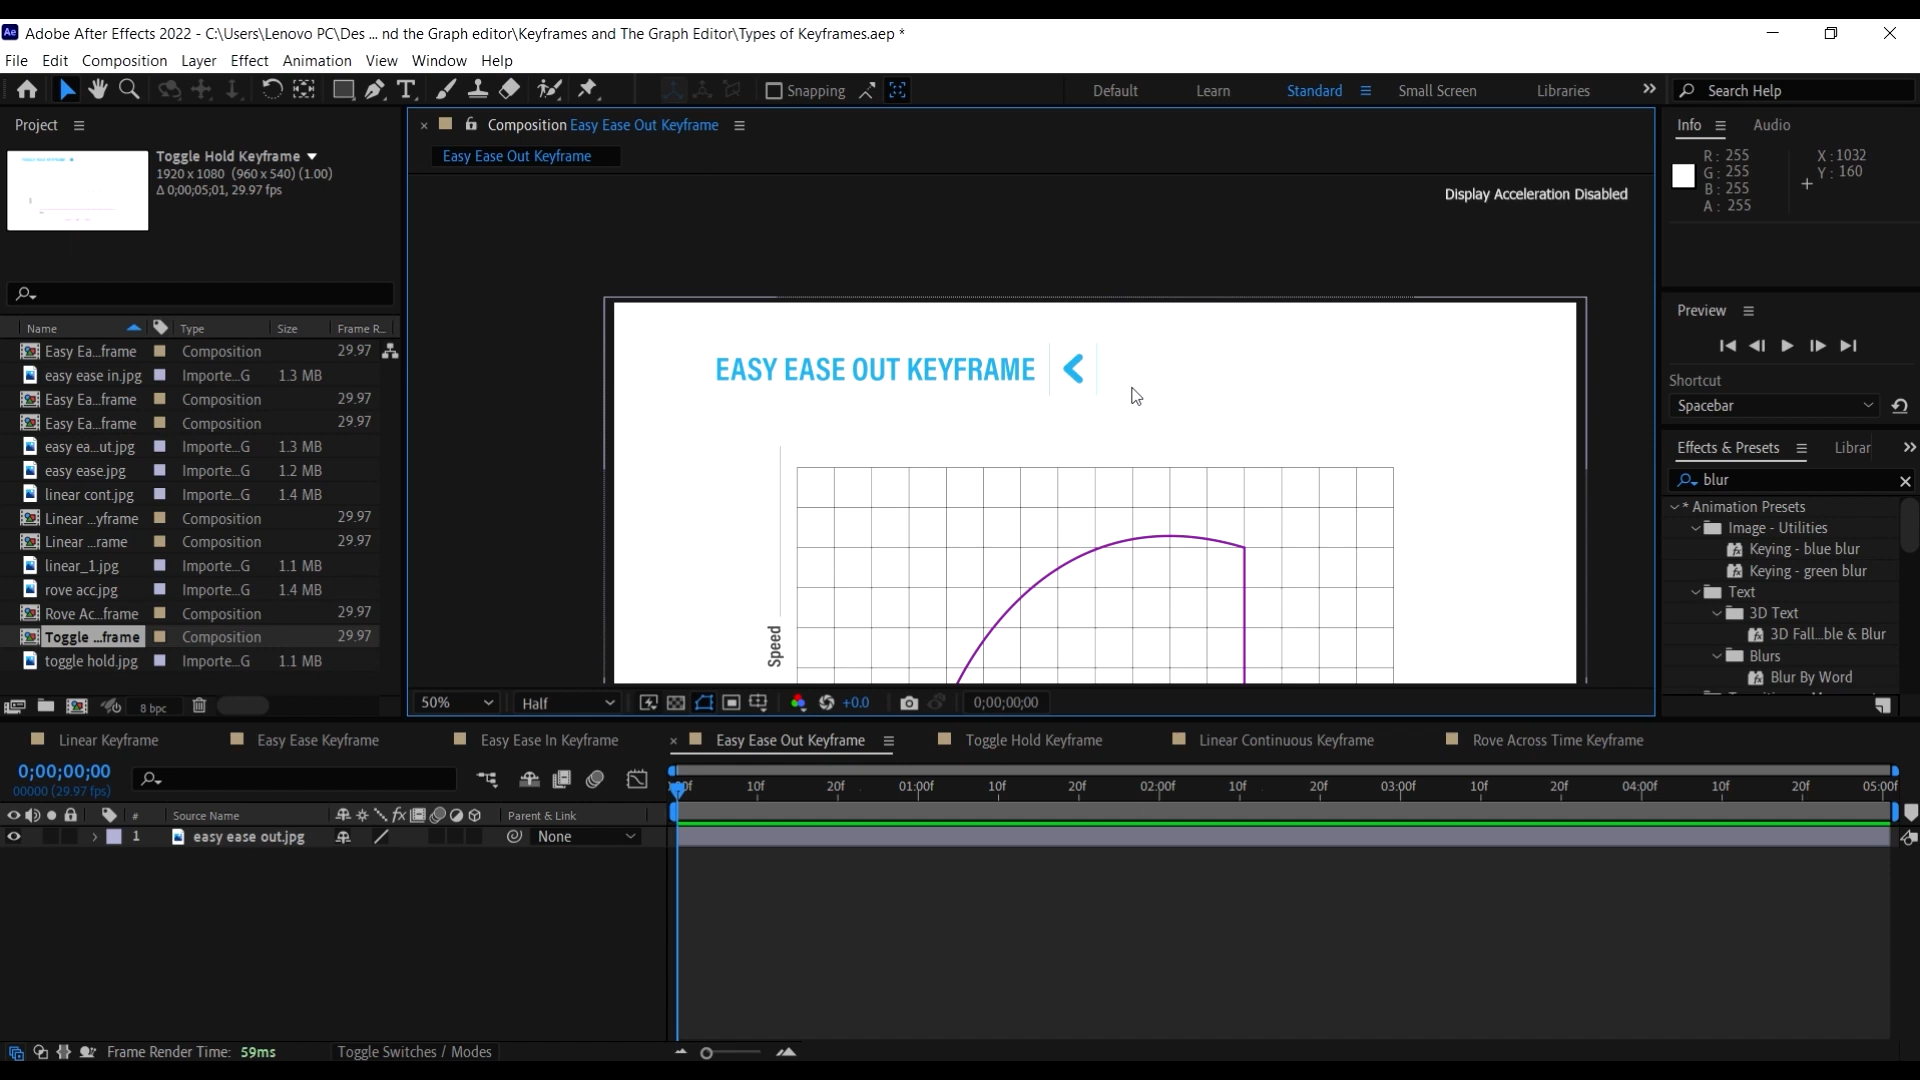 Adobe After Effects 2022 - C:\Users\Lenovo PC\Des ... nd the Graph editor\Keyframes and The Graph Editor\Types of Keyframes.aep *
File Edit Composition Layer Effect Animation View Window Help
Snapping
Default Learn Standard Small Screen Libraries
Search Help
Project
Toggle Hold Keyframe
1920 x 1080 (960 x 540) (1.00)
Δ 0;00;05;01, 29.97 fps
Name Type Size Frame R...
Easy Ea...frame Composition 29.97
easy ease in.jpg Importe...G 1.3 MB
Easy Ea...frame Composition 29.97
Easy Ea...frame Composition 29.97
easy ea...ut.jpg Importe...G 1.3 MB
easy ease.jpg Importe...G 1.2 MB
linear cont.jpg Importe...G 1.4 MB
Linear ...yframe Composition 29.97
Linear ...rame Composition 29.97
linear_1.jpg Importe...G 1.1 MB
rove acc.jpg Importe...G 1.4 MB
Rove Ac...frame Composition 29.97
Toggle ...frame Composition 29.97
toggle hold.jpg Importe...G 1.1 MB
8 bpc
Composition Easy Ease Out Keyframe
Easy Ease Out Keyframe
Display Acceleration Disabled
EASY EASE OUT KEYFRAME
Speed
50% Half +0.0 0;00;00;00
Info Audio
R: 255 X: 1032
G: 255 Y: 160
B: 255
A: 255
Preview
Shortcut
Spacebar
Effects & Presets Librar
blur
* Animation Presets
Image - Utilities
Keying - blue blur
Keying - green blur
Text
3D Text
3D Fall...ble & Blur
Blurs
Blur By Word
Linear Keyframe Easy Ease Keyframe Easy Ease In Keyframe Easy Ease Out Keyframe Toggle Hold Keyframe Linear Continuous Keyframe Rove Across Time Keyframe
0;00;00;00
00000 (29.97 fps)
10f 20f 01:00f 10f 20f 02:00f 10f 20f 03:00f 10f 20f 04:00f 10f 20f 05:00f
# Source Name fx Parent & Link
1 easy ease out.jpg None
Frame Render Time: 59ms Toggle Switches / Modes